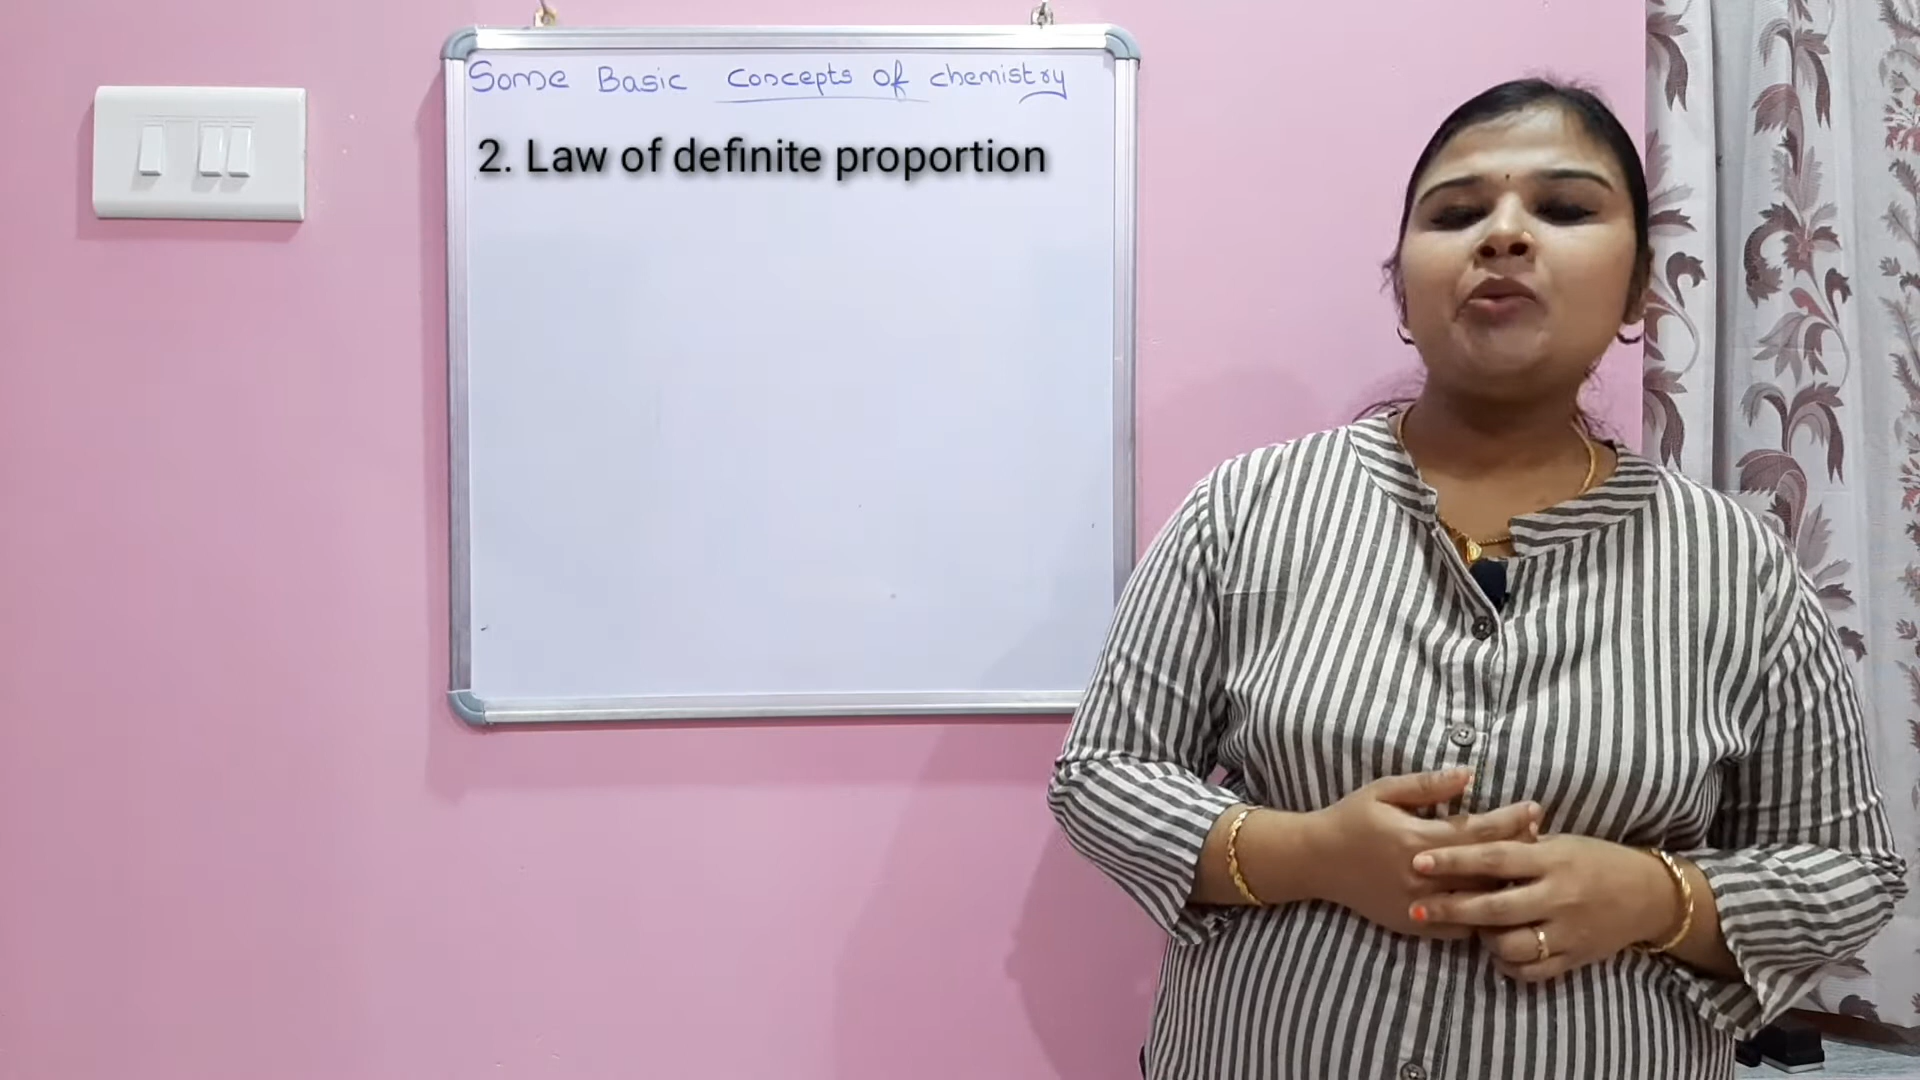 Some Basic concepts of chemistry
2. Law of definite proportion